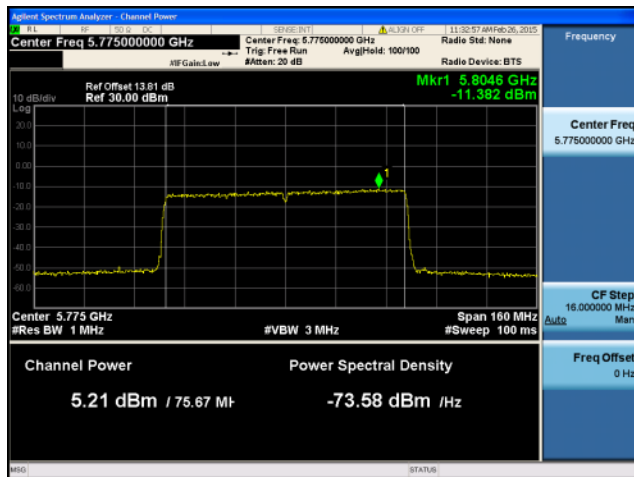 Agilent Spectrum Analyzer - Channel Power
RL RF 50 Ω DC SENSE:INT ALIGN OFF 11:32:57 AM Feb 26, 2015
Center Freq 5.775000000 GHz Center Freq: 5.775000000 GHz Radio Std: None Frequency
Trig: Free Run Avg|Hold: 100/100
#IFGain:Low #Atten: 20 dB Radio Device: BTS
Ref Offset 13.81 dB Mkr1 5.8046 GHz
10 dB/div Ref 30.00 dBm -11.382 dBm
Log
20.0
10.0
0.00
-10.0
-20.0
-30.0
-40.0
-50.0
-60.0
1
Center Freq
5.775000000 GHz
Center 5.775 GHz Span 160 MHz
#Res BW 1 MHz #VBW 3 MHz #Sweep 100 ms
CF Step
16.000000 MHz
Auto Man
Channel Power Power Spectral Density
5.21 dBm / 75.67 MH -73.58 dBm /Hz
Freq Offset
0 Hz
MSG STATUS